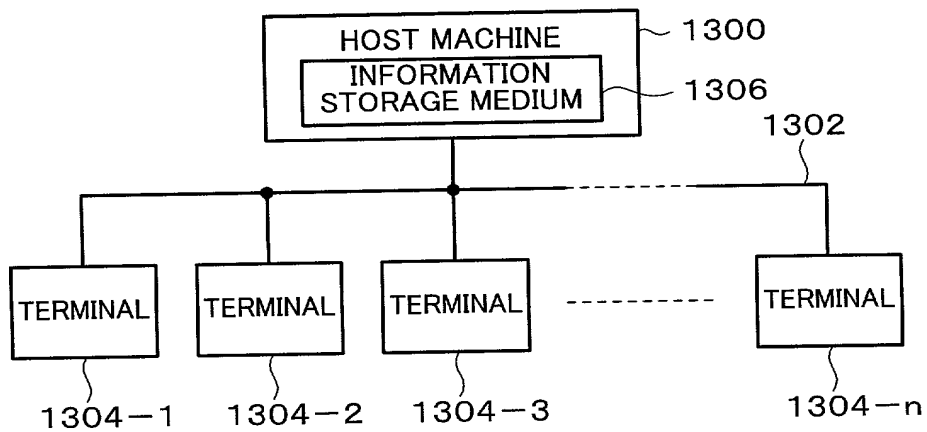 HOST MACHINE
1300
INFORMATION
STORAGE MEDIUM
1306
1302
TERMINAL
TERMINAL
TERMINAL
TERMINAL
1304-1
1304-2
1304-3
1304-n